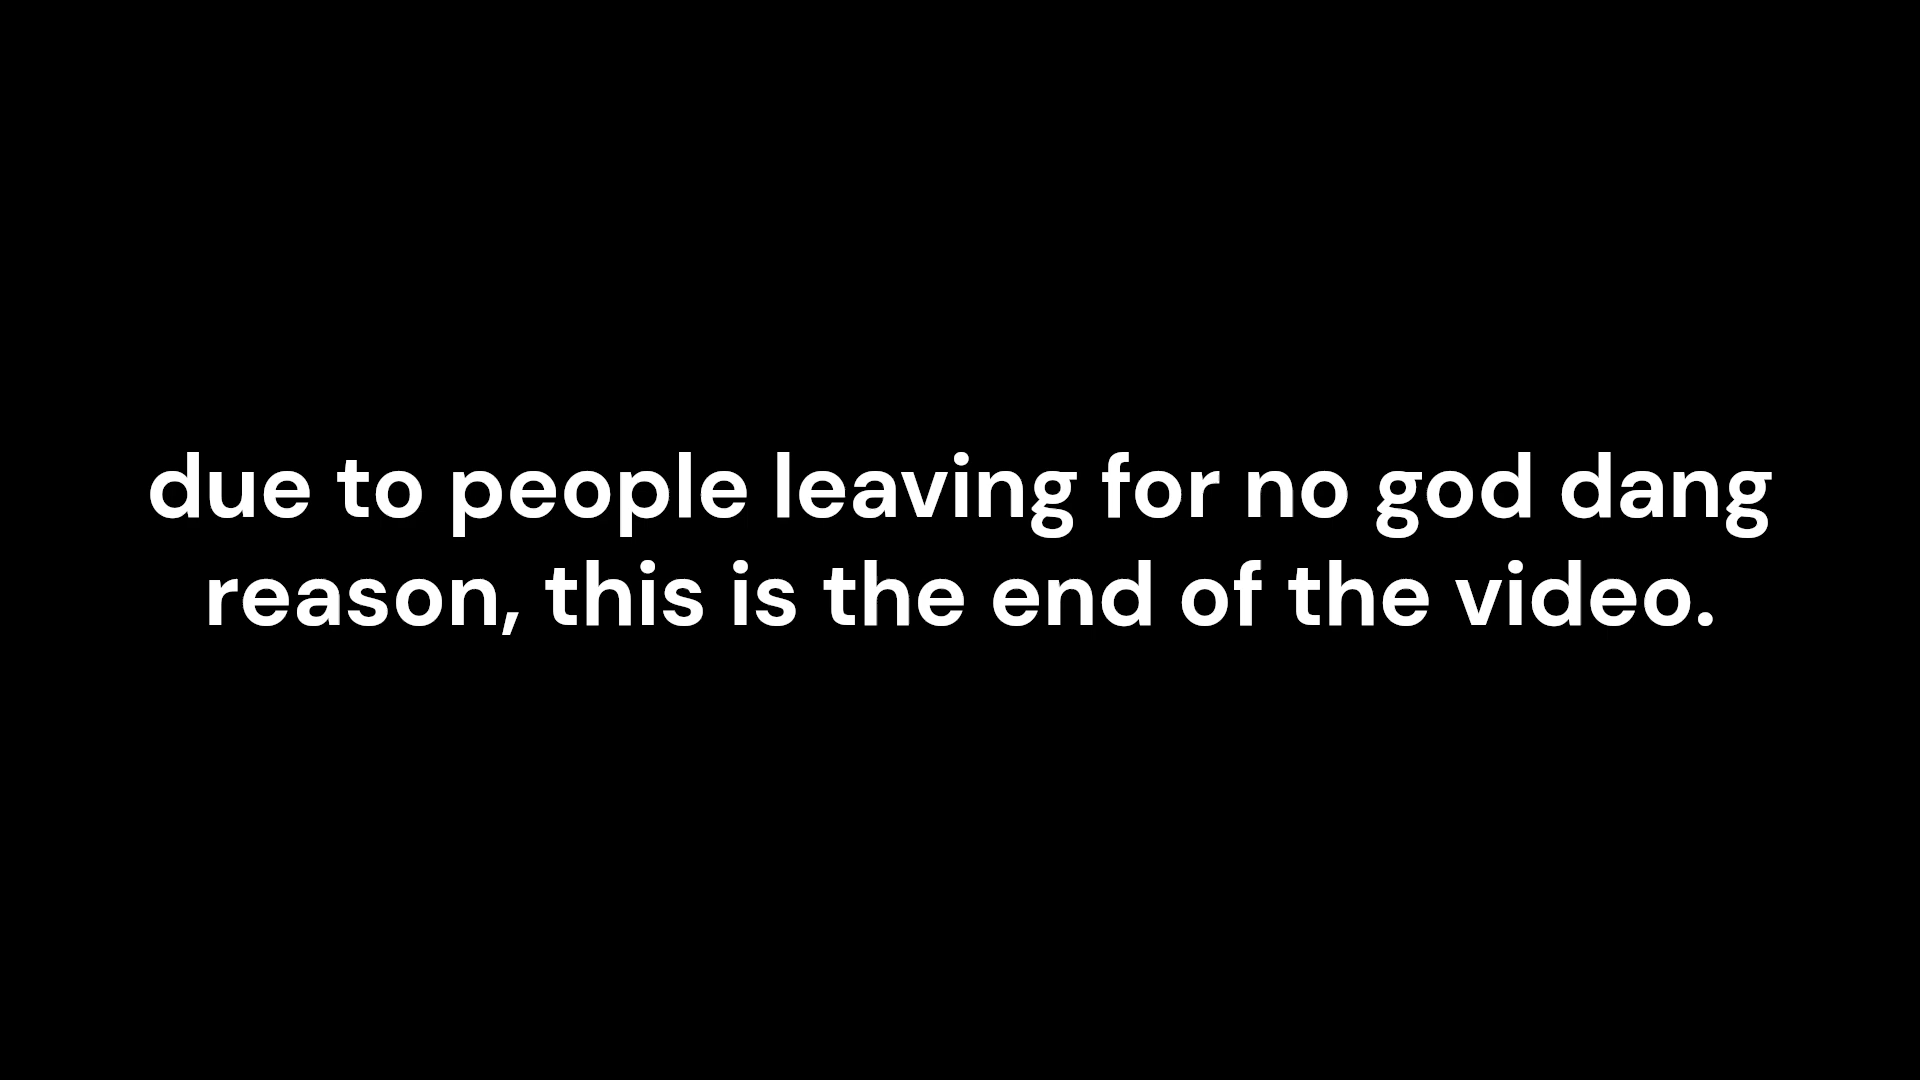 due to people leaving for no god dang
reason, this is the end of the video.